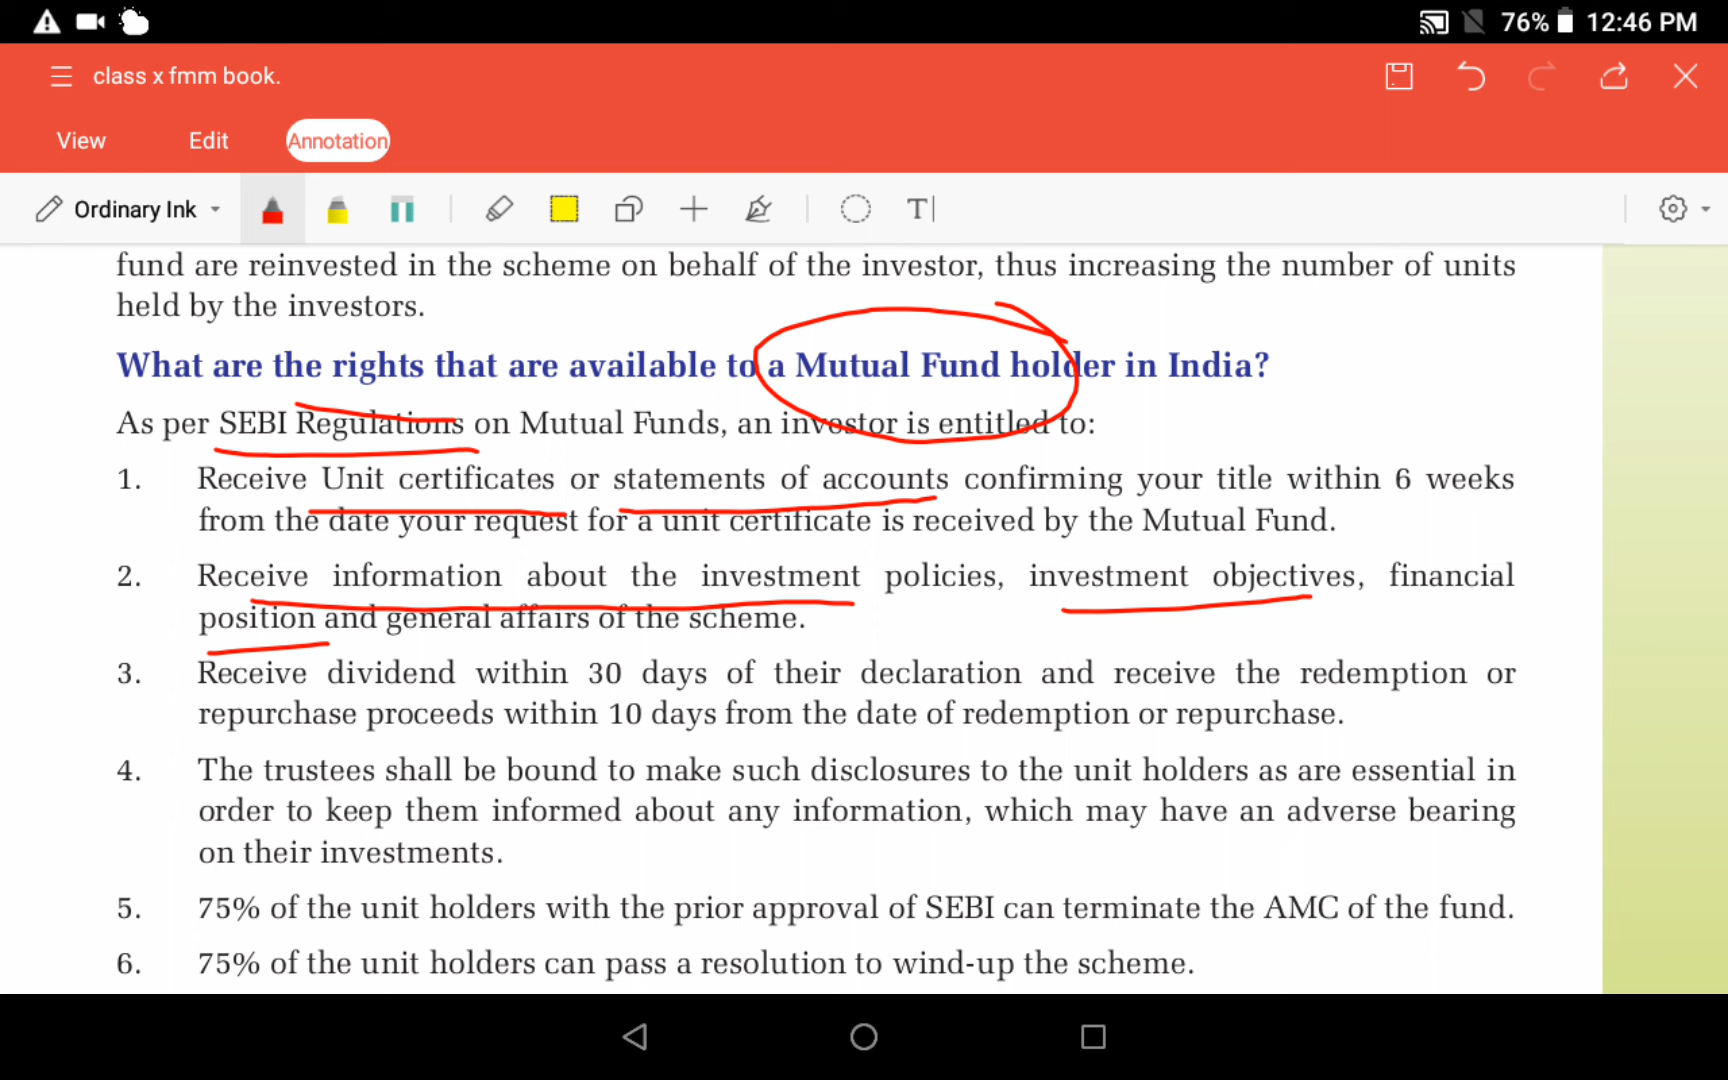 76% 12:46 PM
class x fmm book.
View Edit Annotation
Ordinary Ink T
fund are reinvested in the scheme on behalf of the investor, thus increasing the number of units
held by the investors.
What are the rights that are available to a Mutual Fund holder in India?
As per SEBI Regulations on Mutual Funds, an investor is entitled to:
1. Receive Unit certificates or statements of accounts confirming your title within 6 weeks
from the date your request for a unit certificate is received by the Mutual Fund.
2. Receive information about the investment policies, investment objectives, financial
position and general affairs of the scheme.
3. Receive dividend within 30 days of their declaration and receive the redemption or
repurchase proceeds within 10 days from the date of redemption or repurchase.
4. The trustees shall be bound to make such disclosures to the unit holders as are essential in
order to keep them informed about any information, which may have an adverse bearing
on their investments.
5. 75% of the unit holders with the prior approval of SEBI can terminate the AMC of the fund.
6. 75% of the unit holders can pass a resolution to wind-up the scheme.